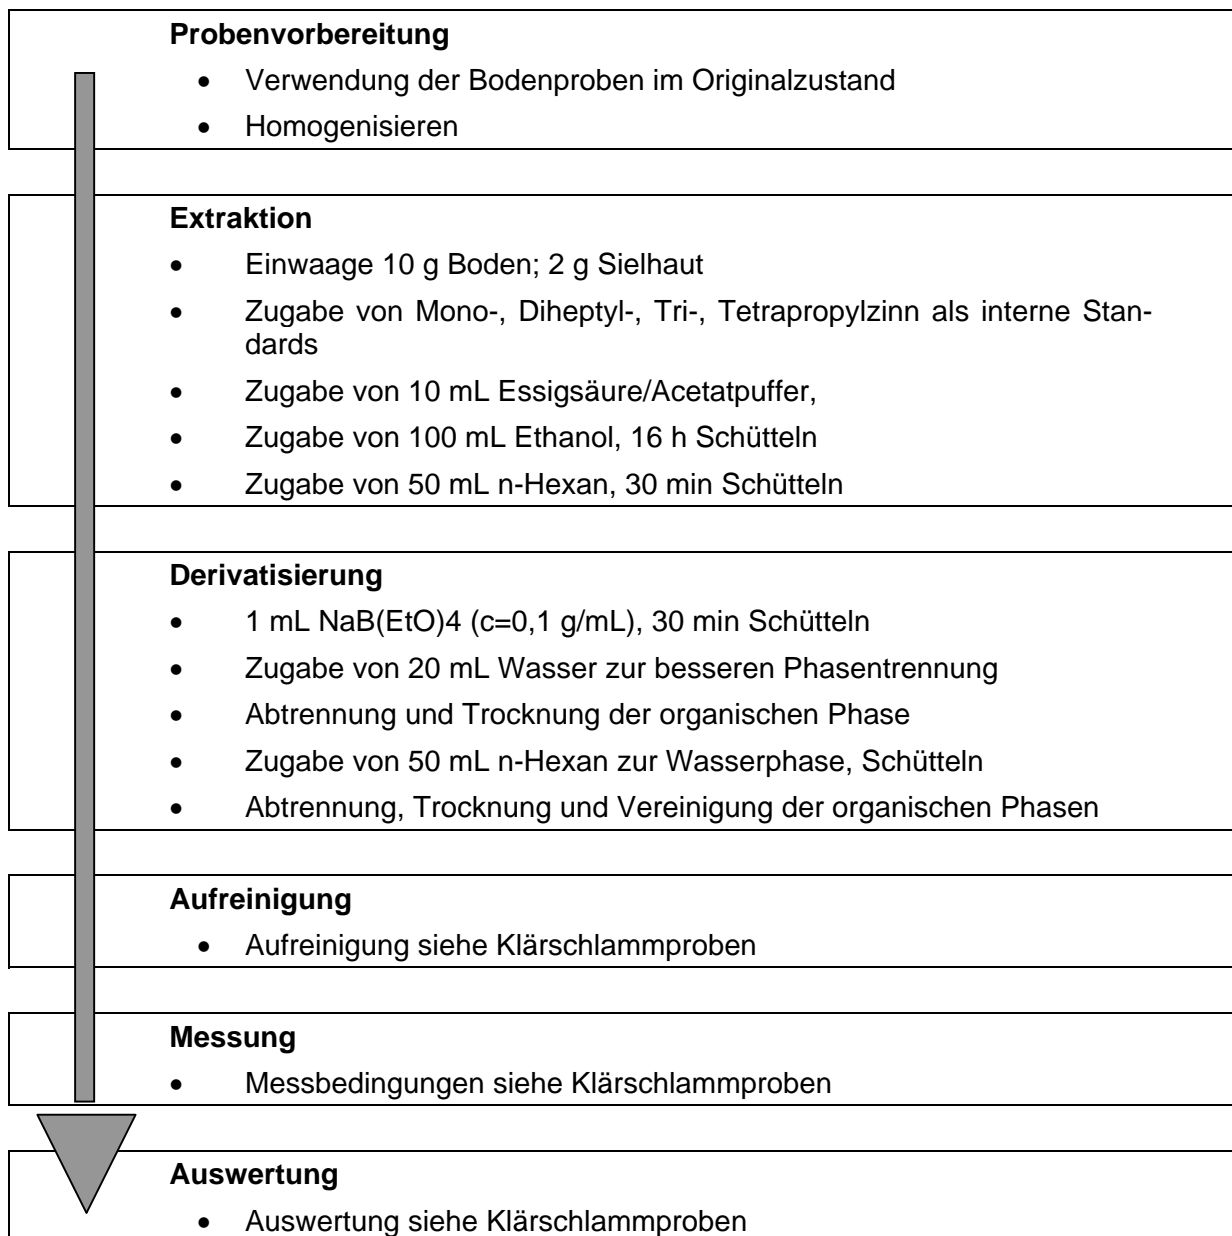 Probenvorbereitung
• Verwendung der Bodenproben im Originalzustand
• Homogenisieren
Extraktion
• Einwaage 10 g Boden; 2 g Sielhaut
• Zugabe von Mono-, Diheptyl-, Tri-, Tetrapropylzinn als interne Stan-
dards
• Zugabe von 10 mL Essigsäure/Acetatpuffer,
• Zugabe von 100 mL Ethanol, 16 h Schütteln
• Zugabe von 50 mL n-Hexan, 30 min Schütteln
Derivatisierung
• 1 mL NaB(EtO)4 (c=0,1 g/mL), 30 min Schütteln
• Zugabe von 20 mL Wasser zur besseren Phasentrennung
• Abtrennung und Trocknung der organischen Phase
• Zugabe von 50 mL n-Hexan zur Wasserphase, Schütteln
• Abtrennung, Trocknung und Vereinigung der organischen Phasen
Aufreinigung
• Aufreinigung siehe Klärschlammproben
Messung
• Messbedingungen siehe Klärschlammproben
Auswertung
• Auswertung siehe Klärschlammproben